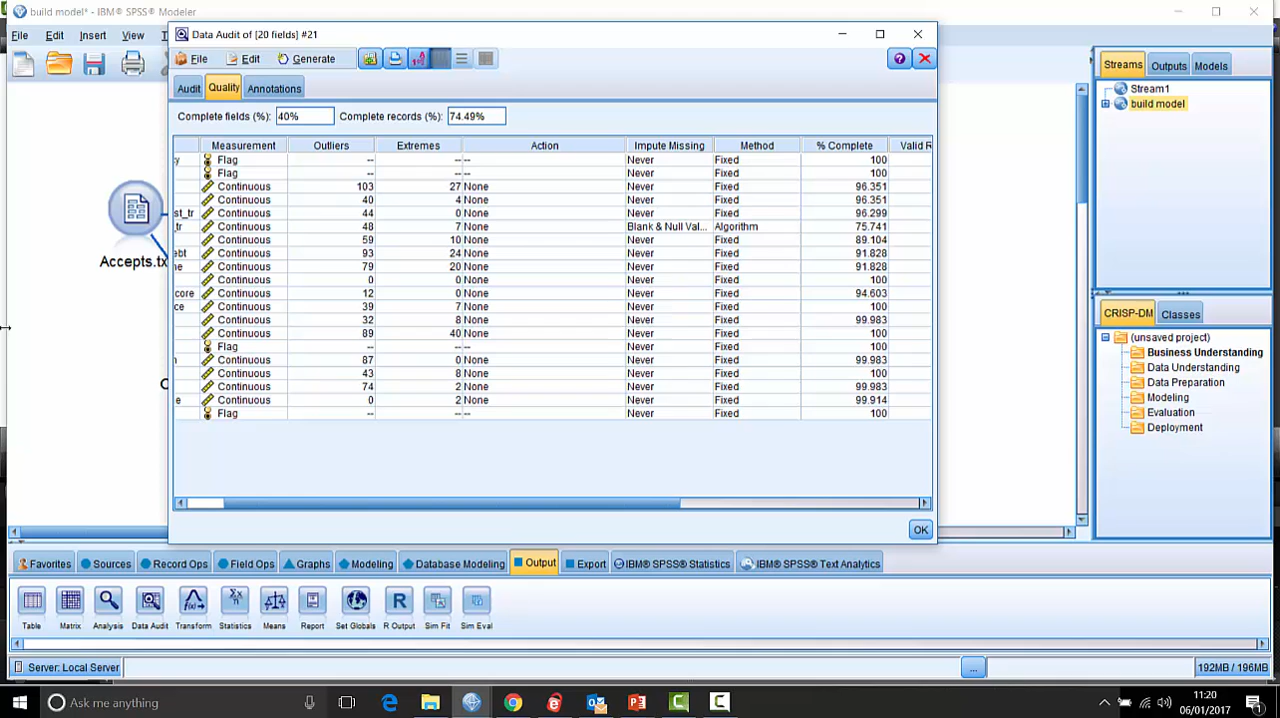 build model* - IBM® SPSS® Modeler
File Edit Insert View T
Data Audit of [20 fields] #21
File Edit Generate
Audit Quality Annotations
Complete fields (%): 40% Complete records (%): 74.49%
Measurement Outliers Extremes Action Impute Missing Method % Complete Valid R
y Flag -- -- -- Never Fixed 100
Flag -- -- -- Never Fixed 100
Continuous 103 27 None Never Fixed 96.351
Continuous 40 4 None Never Fixed 96.351
st_tr Continuous 44 0 None Never Fixed 96.299
_tr Continuous 48 7 None Blank & Null Val... Algorithm 75.741
Continuous 59 10 None Never Fixed 89.104
ebt Continuous 93 24 None Never Fixed 91.828
ne Continuous 79 20 None Never Fixed 91.828
Continuous 0 0 None Never Fixed 100
core Continuous 12 0 None Never Fixed 94.603
ce Continuous 39 7 None Never Fixed 100
Continuous 32 8 None Never Fixed 99.983
Continuous 89 40 None Never Fixed 100
Flag -- -- -- Never Fixed 100
Continuous 87 0 None Never Fixed 99.983
Continuous 43 8 None Never Fixed 100
Continuous 74 2 None Never Fixed 99.983
e Continuous 0 2 None Never Fixed 99.914
Flag -- -- -- Never Fixed 100
OK
Accepts.tx
Streams Outputs Models
Stream1
build model
CRISP-DM Classes
(unsaved project)
Business Understanding
Data Understanding
Data Preparation
Modeling
Evaluation
Deployment
Favorites Sources Record Ops Field Ops Graphs Modeling Database Modeling Output Export IBM® SPSS® Statistics IBM® SPSS® Text Analytics
Table Matrix Analysis Data Audit Transform Statistics Means Report Set Globals R Output Sim Fit Sim Eval
Server: Local Server ... 192MB / 196MB
Ask me anything
11:20
06/01/2017